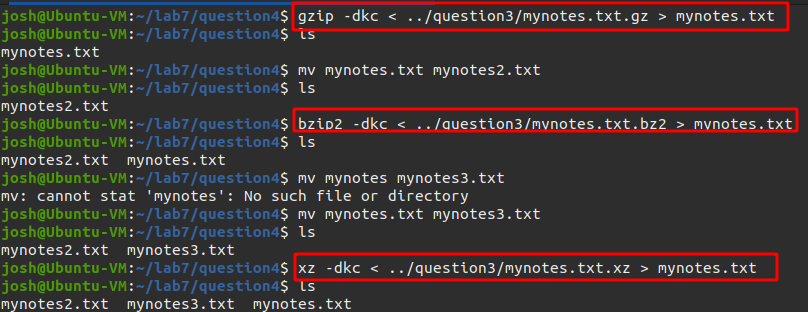 josh@Ubuntu-VM:~/lab7/question4$ gzip -dkc < ../question3/mynotes.txt.gz > mynotes.txt
josh@Ubuntu-VM:~/lab7/question4$ ls
mynotes.txt
josh@Ubuntu-VM:~/lab7/question4$ mv mynotes.txt mynotes2.txt
josh@Ubuntu-VM:~/lab7/question4$ ls
mynotes2.txt
josh@Ubuntu-VM:~/lab7/question4$ bzip2 -dkc < ../question3/mynotes.txt.bz2 > mynotes.txt
josh@Ubuntu-VM:~/lab7/question4$ ls
mynotes2.txt  mynotes.txt
josh@Ubuntu-VM:~/lab7/question4$ mv mynotes mynotes3.txt
mv: cannot stat 'mynotes': No such file or directory
josh@Ubuntu-VM:~/lab7/question4$ mv mynotes.txt mynotes3.txt
josh@Ubuntu-VM:~/lab7/question4$ ls
mynotes2.txt  mynotes3.txt
josh@Ubuntu-VM:~/lab7/question4$ xz -dkc < ../question3/mynotes.txt.xz > mynotes.txt
josh@Ubuntu-VM:~/lab7/question4$ ls
mynotes2.txt  mynotes3.txt  mynotes.txt